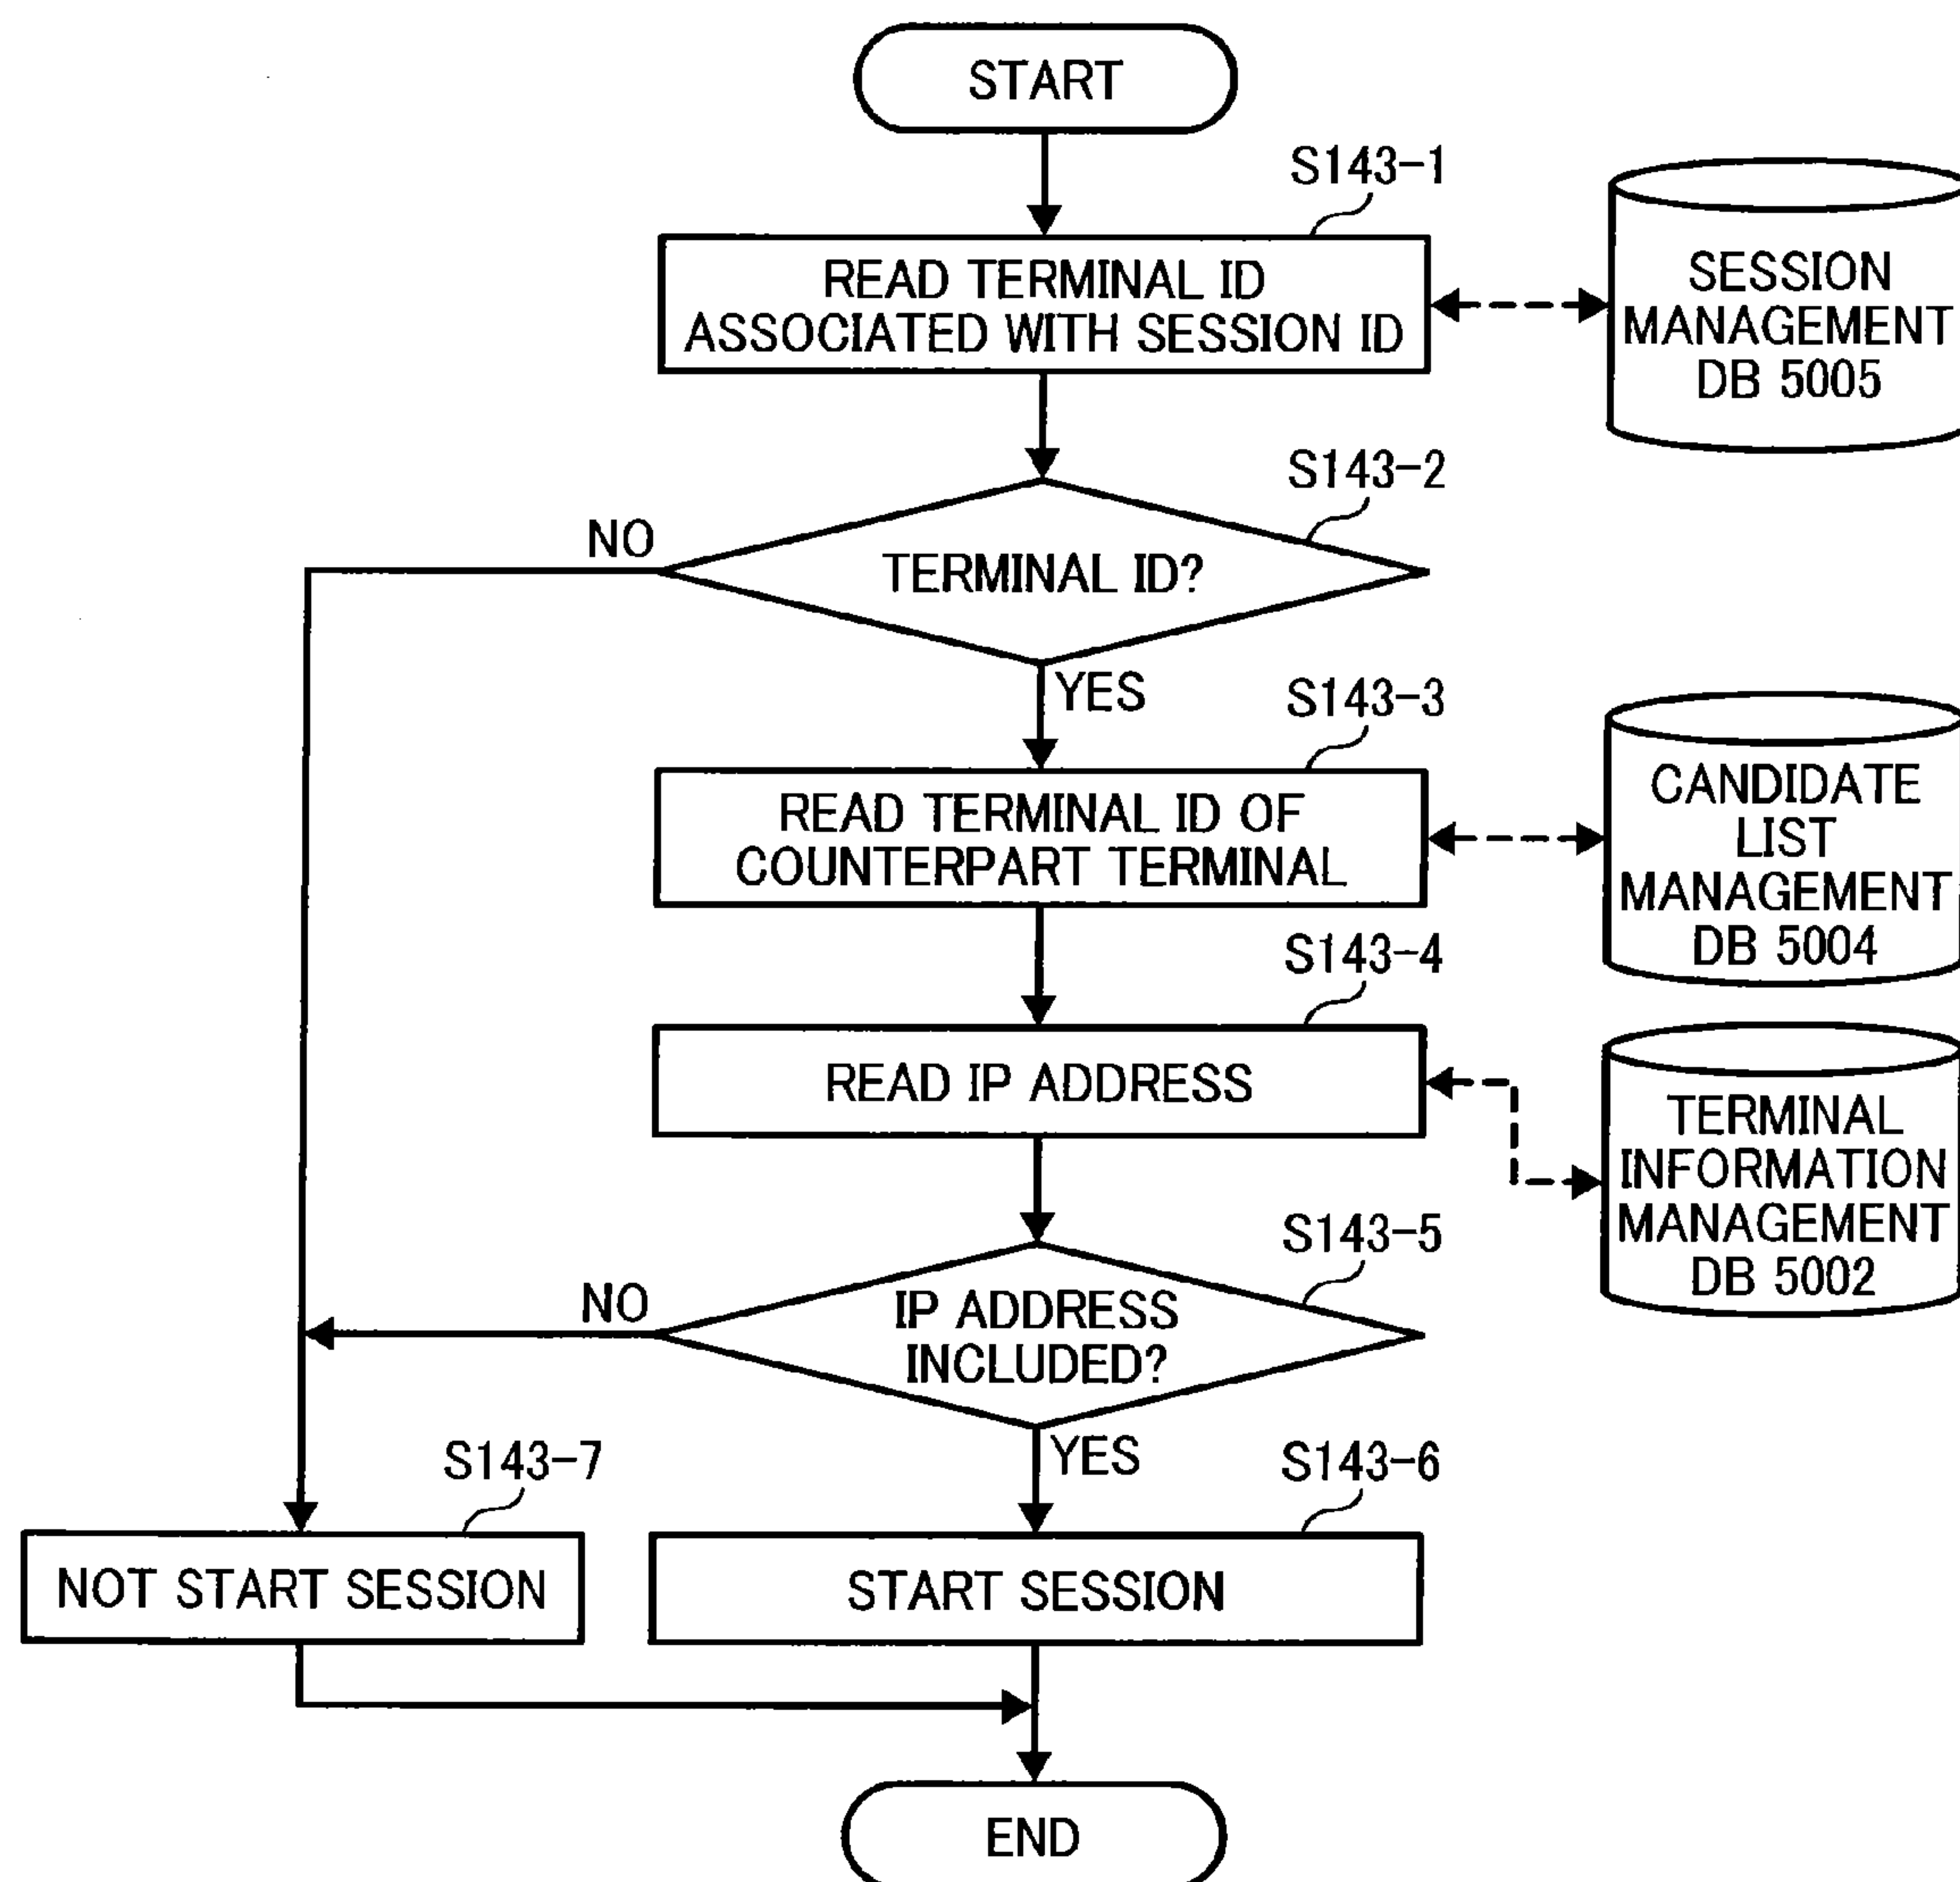 START
S143-1
READ TERMINAL ID
ASSOCIATED WITH SESSION ID
SESSION
MANAGEMENT
DB 5005
S143-2
NO
TERMINAL ID?
YES
S143-3
READ TERMINAL ID OF
COUNTERPART TERMINAL
CANDIDATE
LIST
MANAGEMENT
DB 5004
S143-4
READ IP ADDRESS
TERMINAL
INFORMATION
MANAGEMENT
DB 5002
S143-5
NO
IP ADDRESS
INCLUDED?
YES
S143-7
S143-6
NOT START SESSION
START SESSION
END